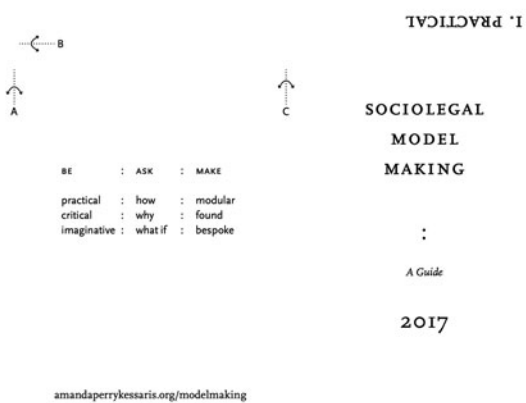 B
A
BE : ASK : MAKE
practical : how : modular
critical : why : found
imaginative : what if : bespoke
amandaperrykessaris.org/modelmaking
C
I. PRACTICAL
SOCIOLEGAL
MODEL
MAKING
:
A Guide
2017